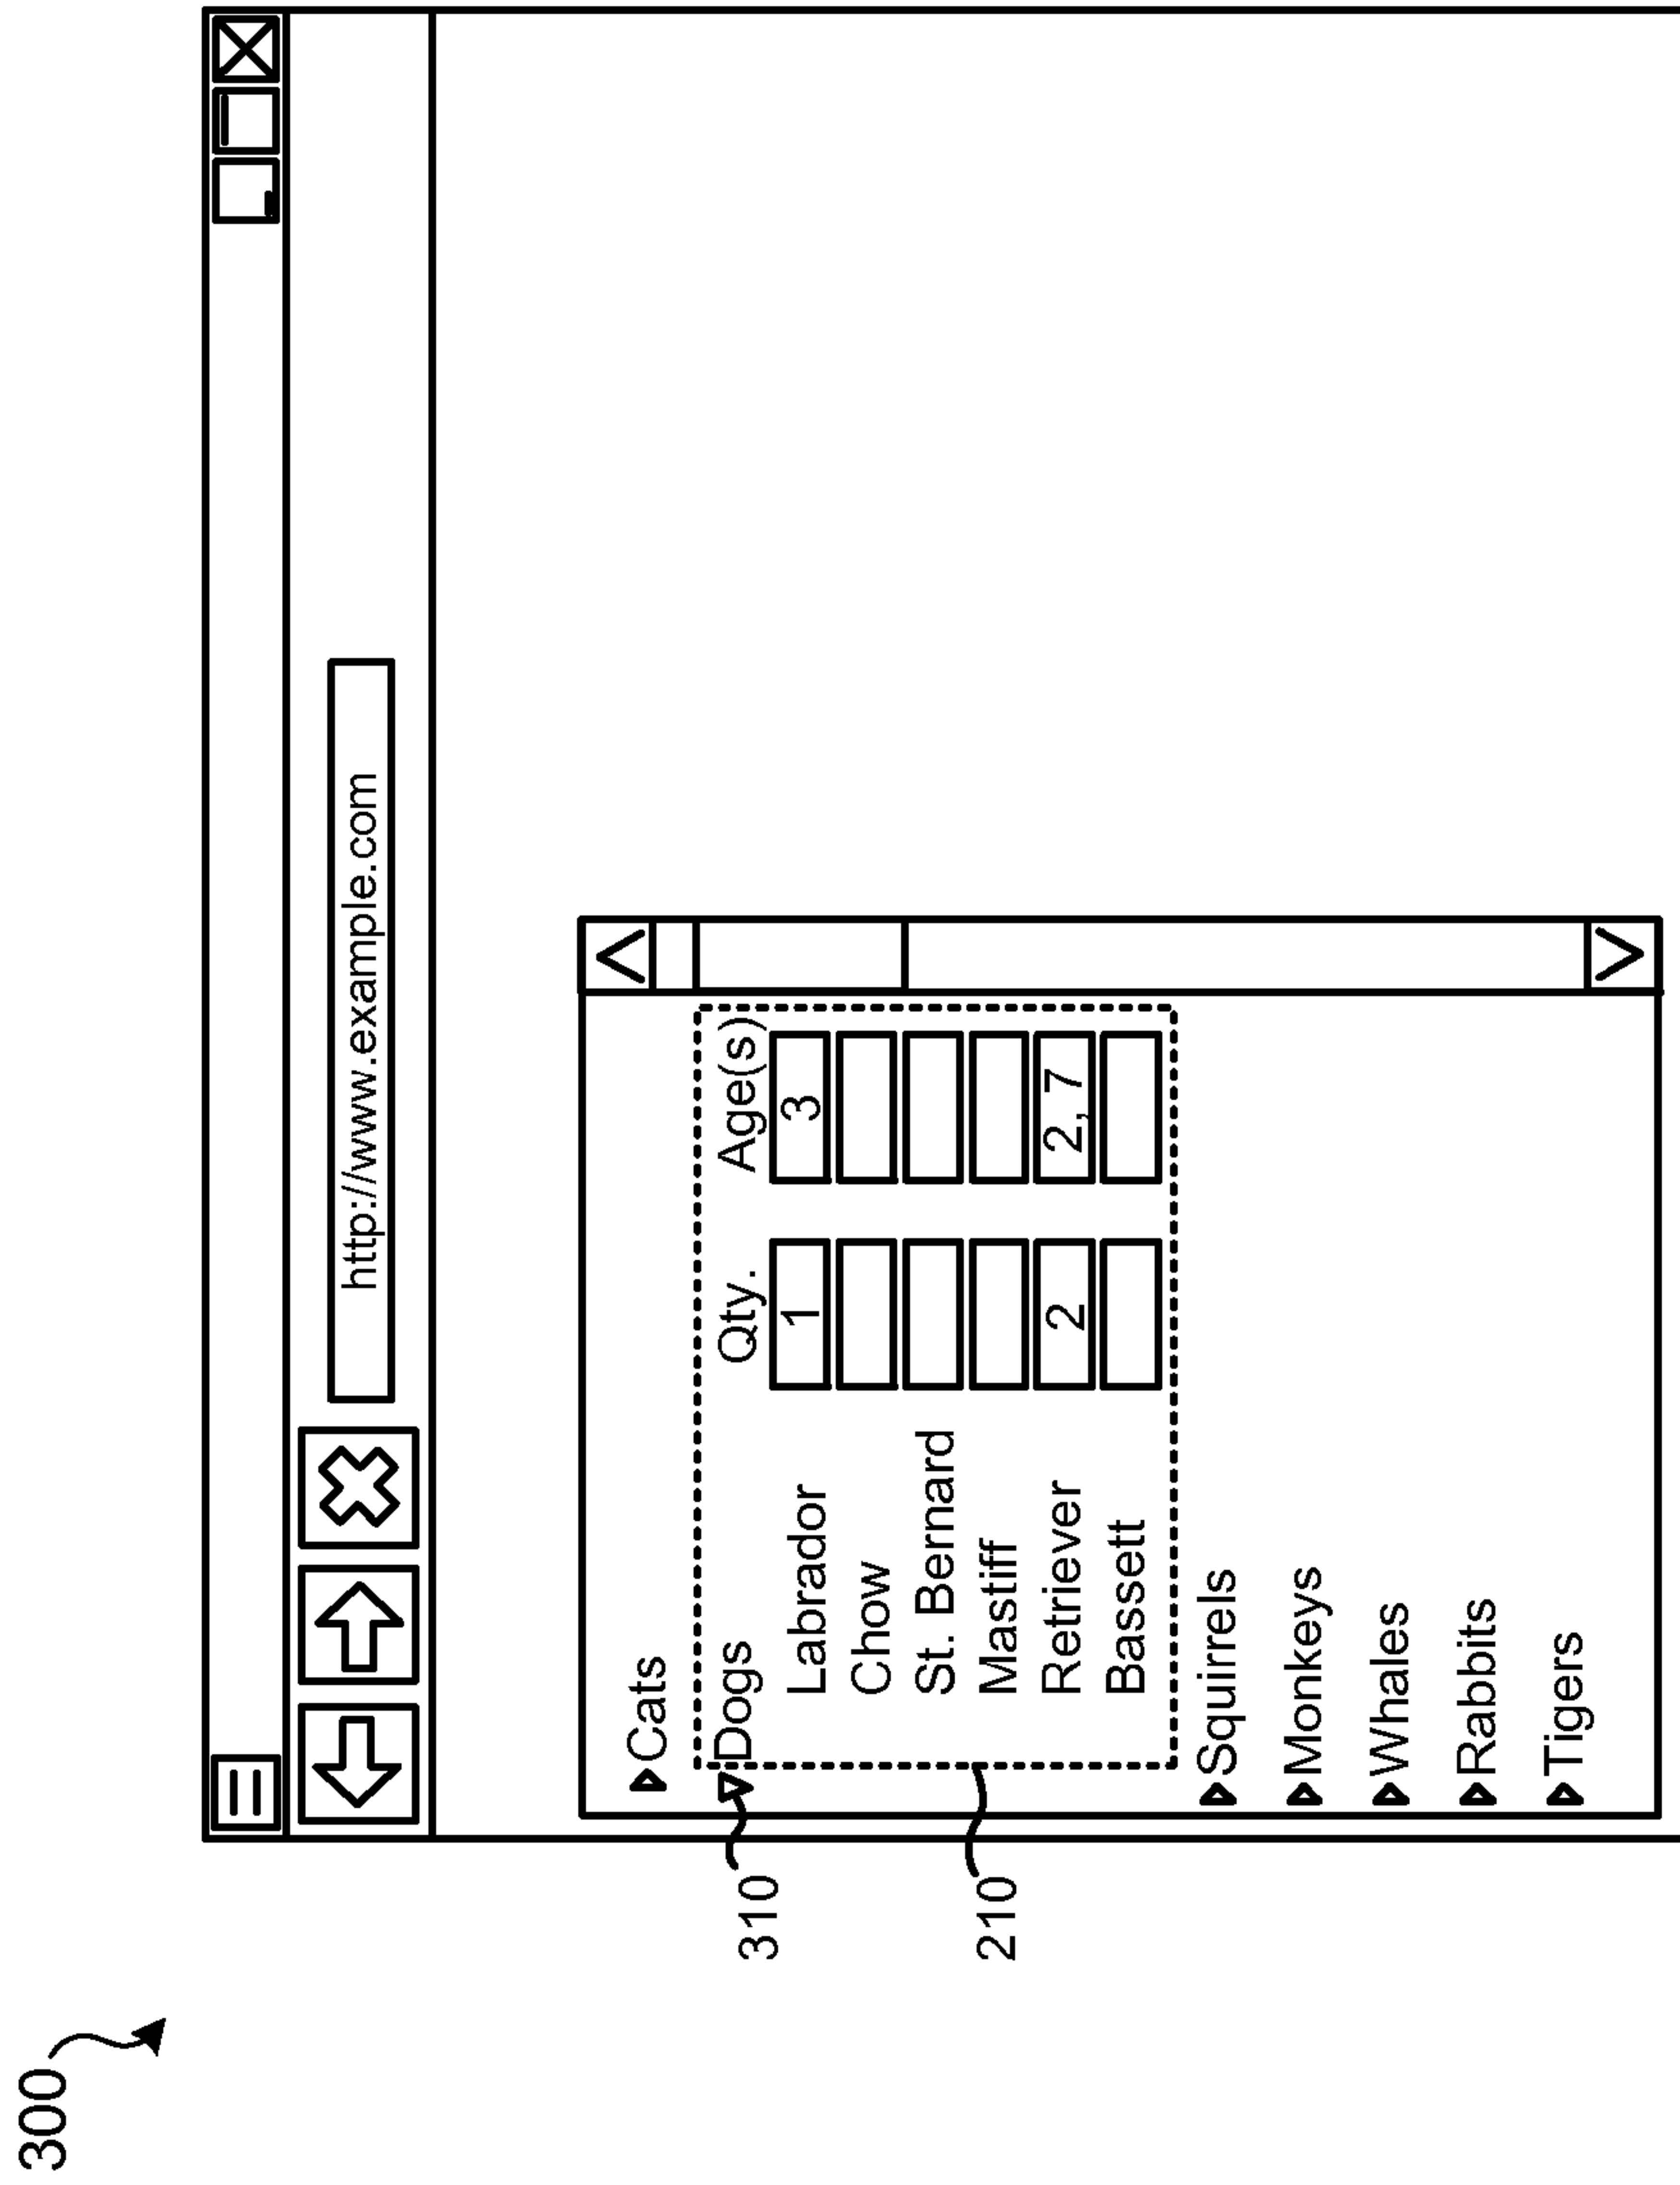 300
http://www.example.com
Cats
310
Dogs Qty. Age(s)
Labrador 1 3
Chow
St. Bernard
Mastiff
210
Retriever 2 2,7
Bassett
Squirrels
Monkeys
Whales
Rabbits
Tigers